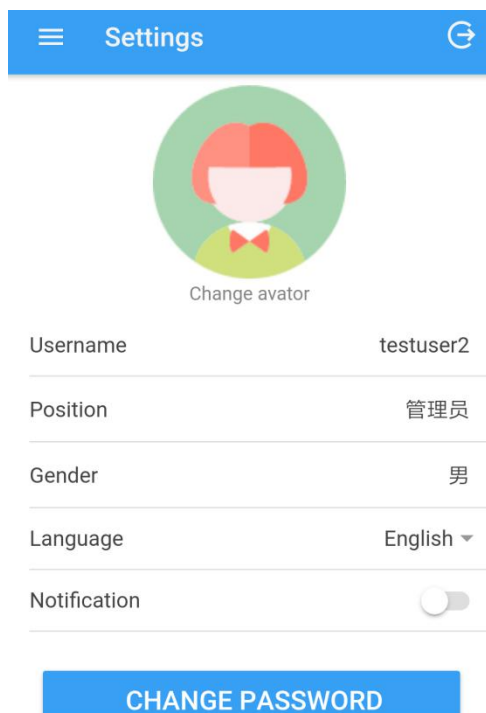 Settings
Change avator
Username testuser2
Position 管理员
Gender 男
Language English
Notification
CHANGE PASSWORD